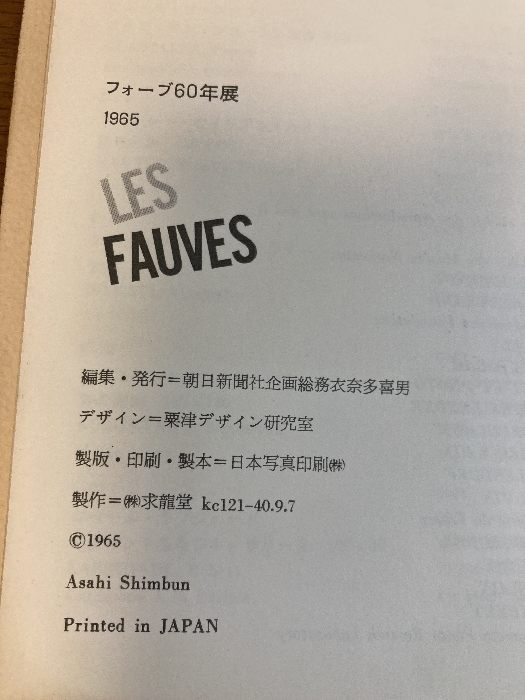 フォーブ60年展
1965
LES
FAUVES
編集・発行＝朝日新聞社企画総務衣奈多喜男
デザイン＝粟津デザイン研究室
製版・印刷・製本＝日本写真印刷㈱
製作＝㈱求龍堂 kc121-40.9.7
©1965
Asahi Shimbun
Printed in JAPAN